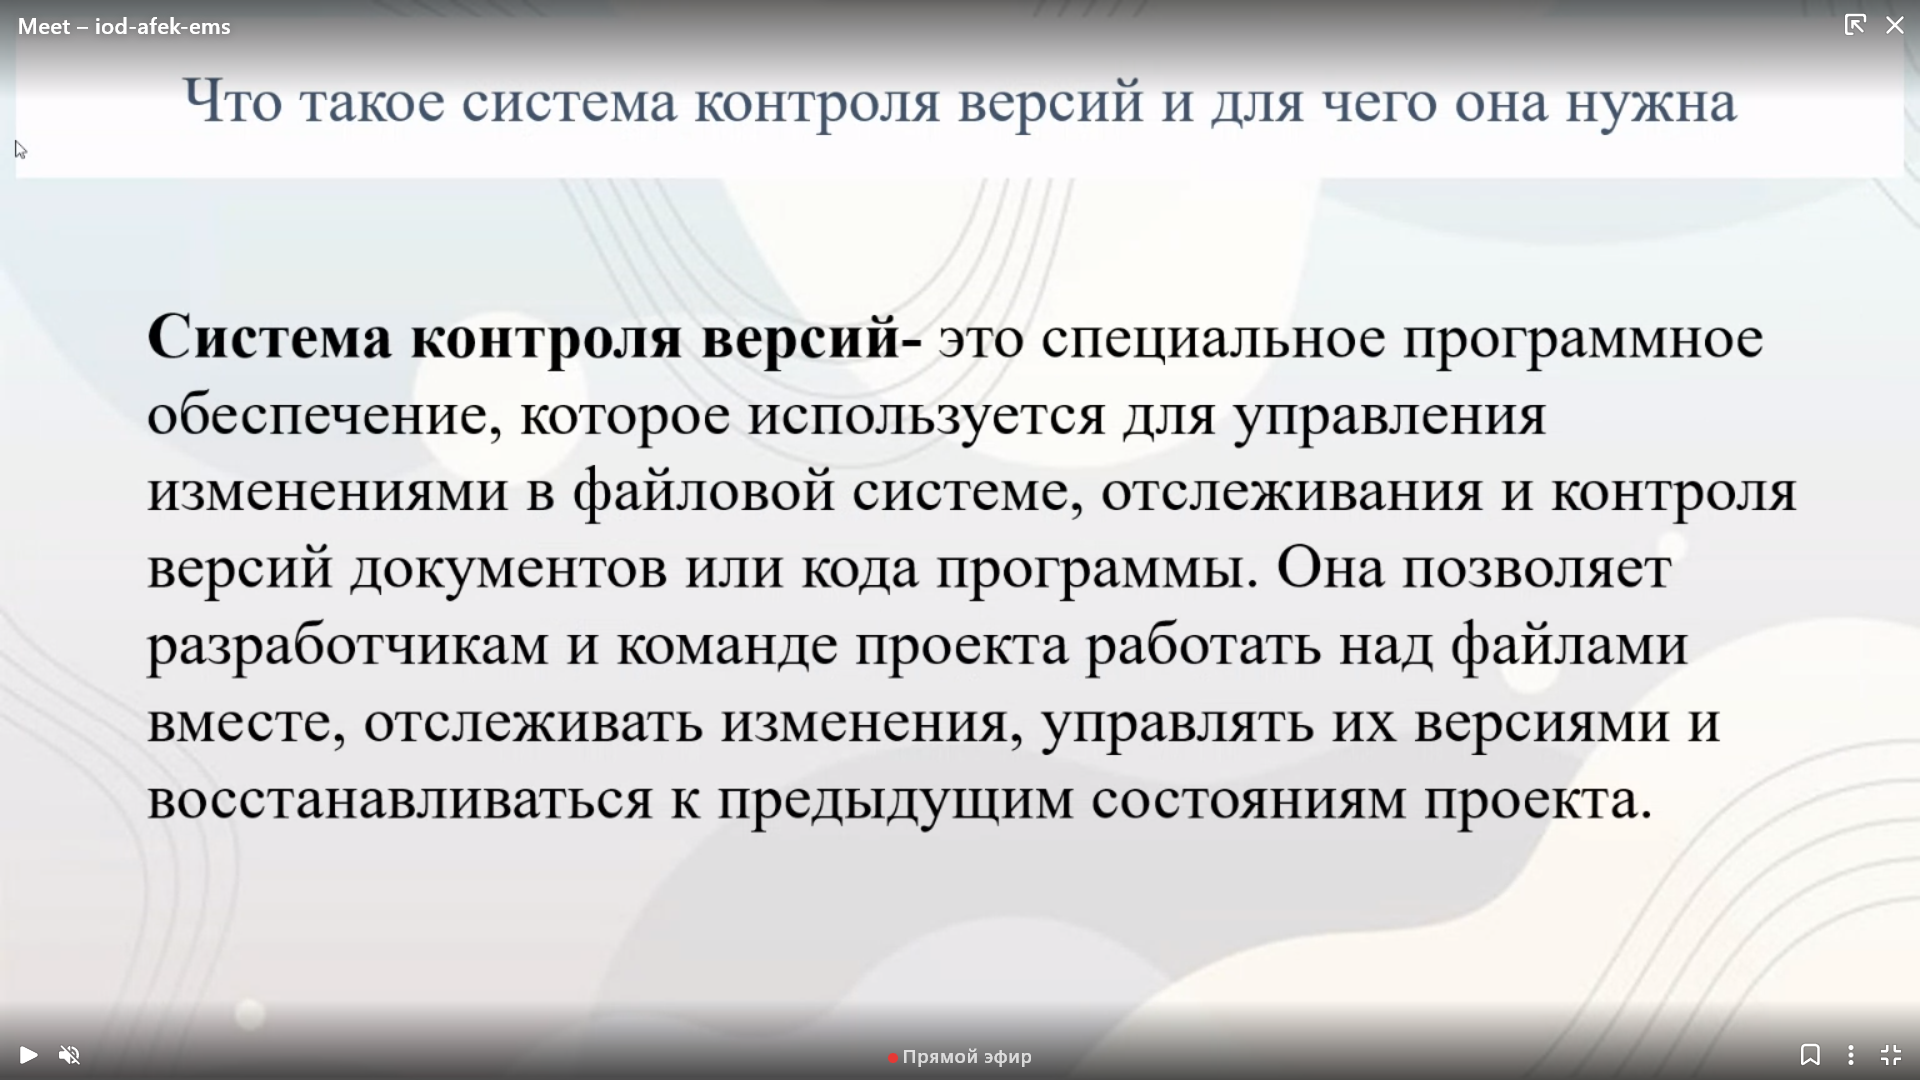 Meet – iod-afek-ems
Что такое система контроля версий и для чего она нужна
Система контроля версий- это специальное программное
обеспечение, которое используется для управления
изменениями в файловой системе, отслеживания и контроля
версий документов или кода программы. Она позволяет
разработчикам и команде проекта работать над файлами
вместе, отслеживать изменения, управлять их версиями и
восстанавливаться к предыдущим состояниям проекта.
Прямой эфир